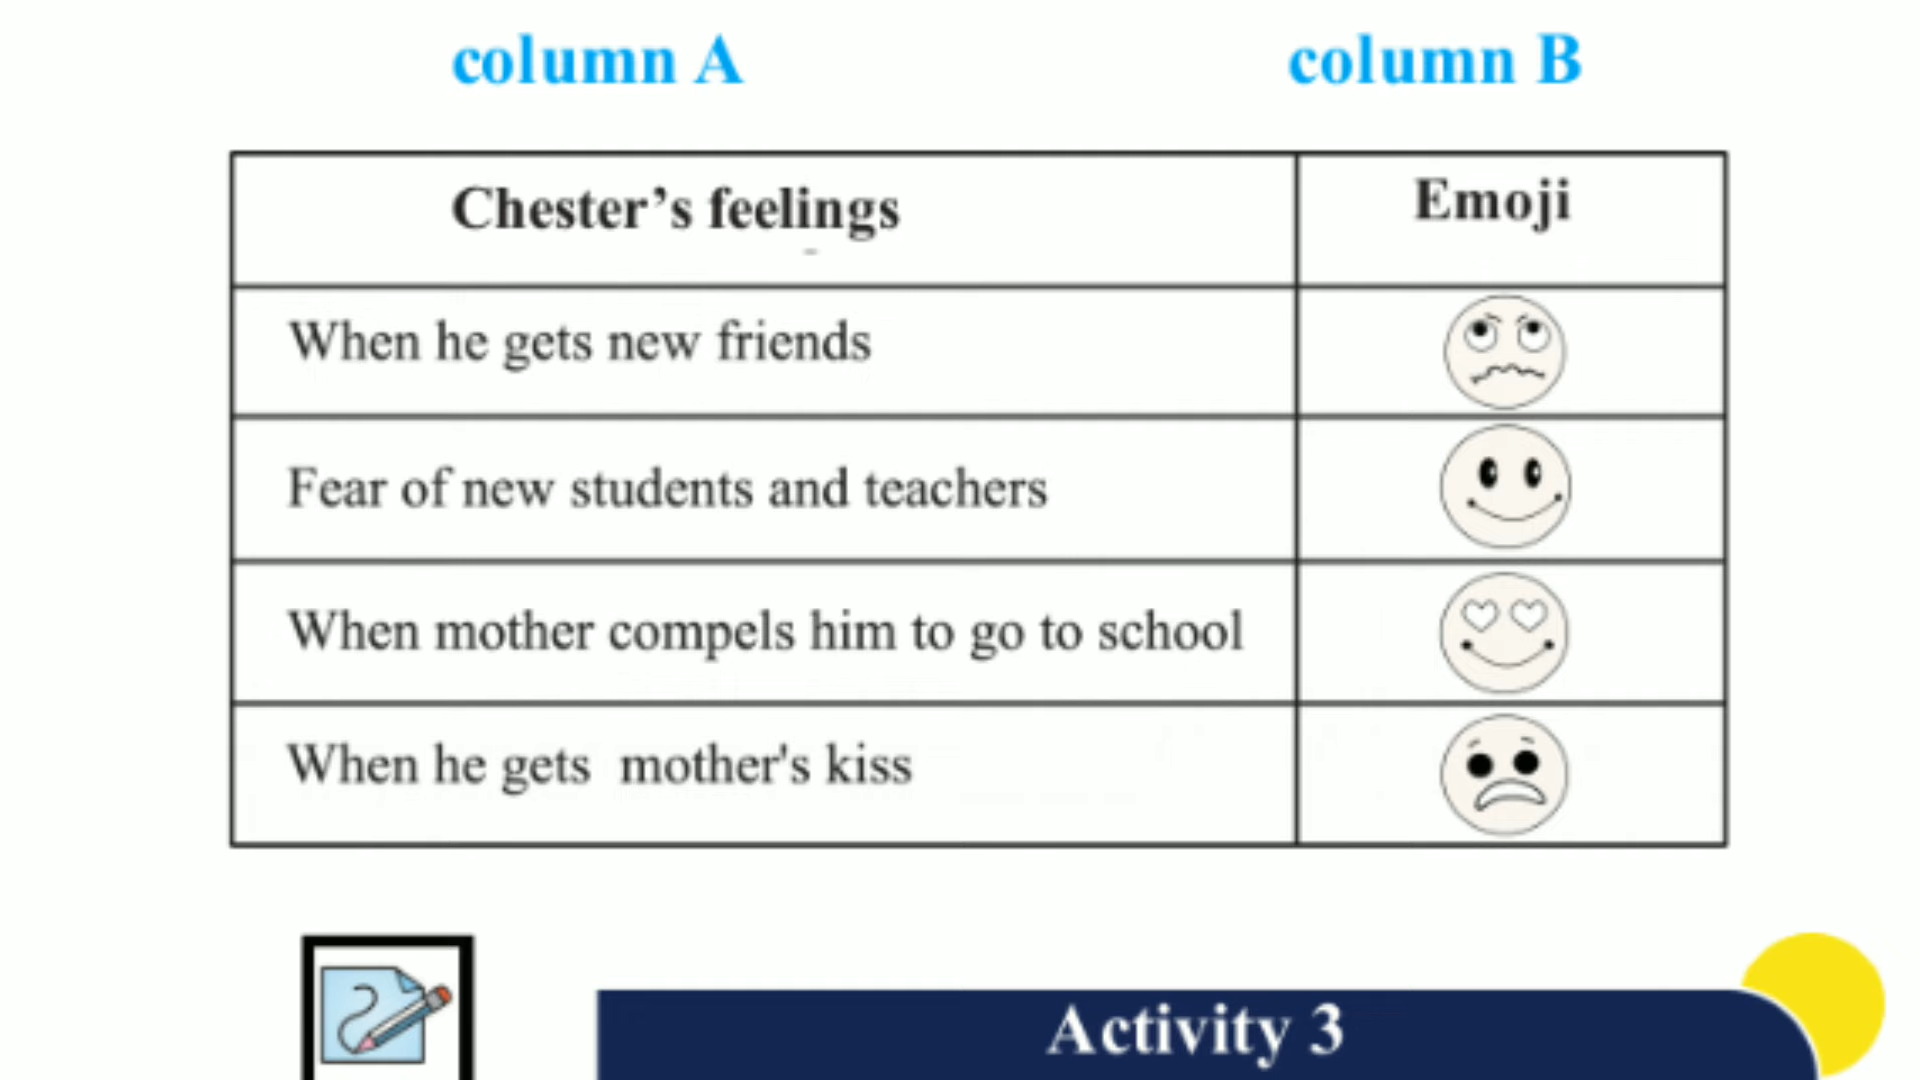 column A
column B
Chester’s feelings
Emoji
When he gets new friends
Fear of new students and teachers
When mother compels him to go to school
When he gets mother's kiss
Activity 3